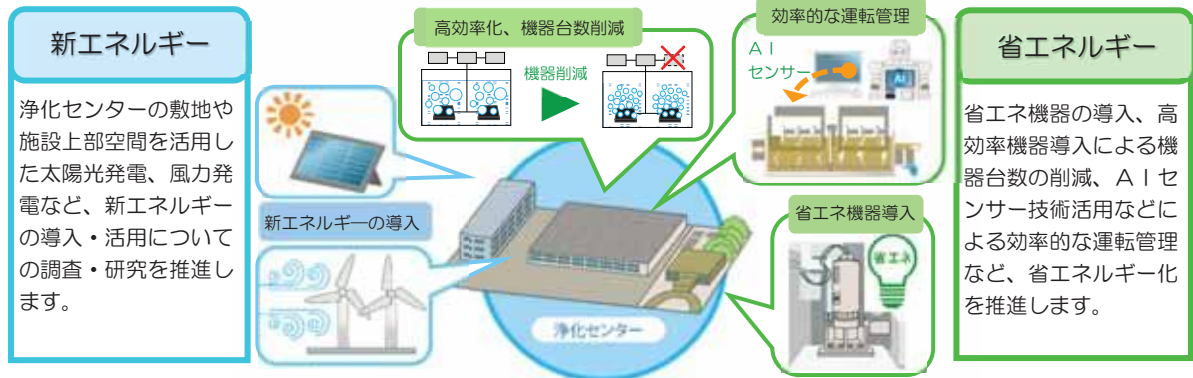 新エネルギー
浄化センターの敷地や
施設上部空間を活用し
た太陽光発電、風力発
電など、新エネルギー
の導入・活用について
の調査・研究を推進し
ます。
新エネルギーの導入
高効率化、機器台数削減
機器削減
効率的な運転管理
ＡＩ
センサー
AI
浄化センター
省エネ機器導入
省エネ
省エネルギー
省エネ機器の導入、高
効率機器導入による機
器台数の削減、ＡＩセ
ンサー技術活用などに
よる効率的な運転管理
など、省エネルギー化
を推進します。